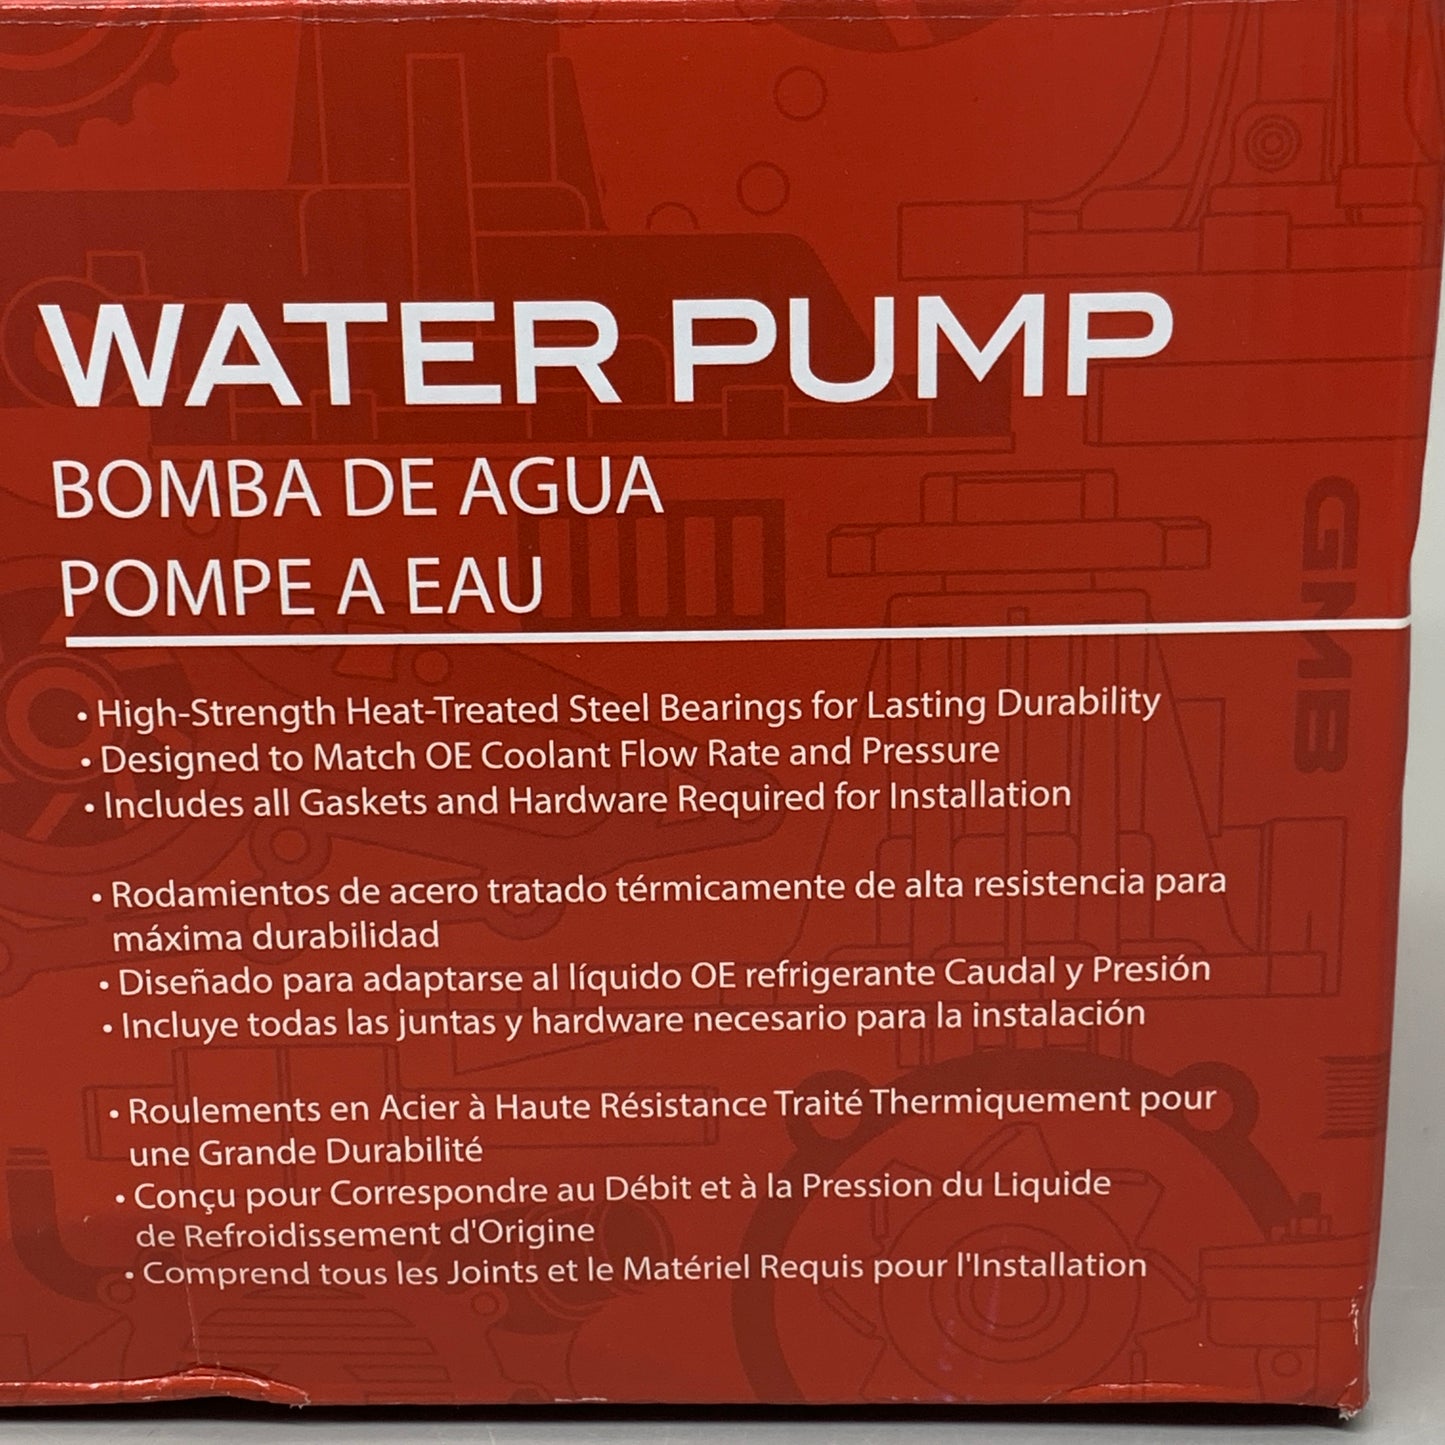 WATER PUMP
BOMBA DE AGUA
POMPE A EAU
• High-Strength Heat-Treated Steel Bearings for Lasting Durability
• Designed to Match OE Coolant Flow Rate and Pressure
• Includes all Gaskets and Hardware Required for Installation
• Rodamientos de acero tratado térmicamente de alta resistencia para
máxima durabilidad
• Diseñado para adaptarse al líquido OE refrigerante Caudal y Presión
• Incluye todas las juntas y hardware necesario para la instalación
• Roulements en Acier à Haute Résistance Traité Thermiquement pour
une Grande Durabilité
• Conçu pour Correspondre au Débit et à la Pression du Liquide
de Refroidissement d'Origine
• Comprend tous les Joints et le Matériel Requis pour l'Installation
GMB